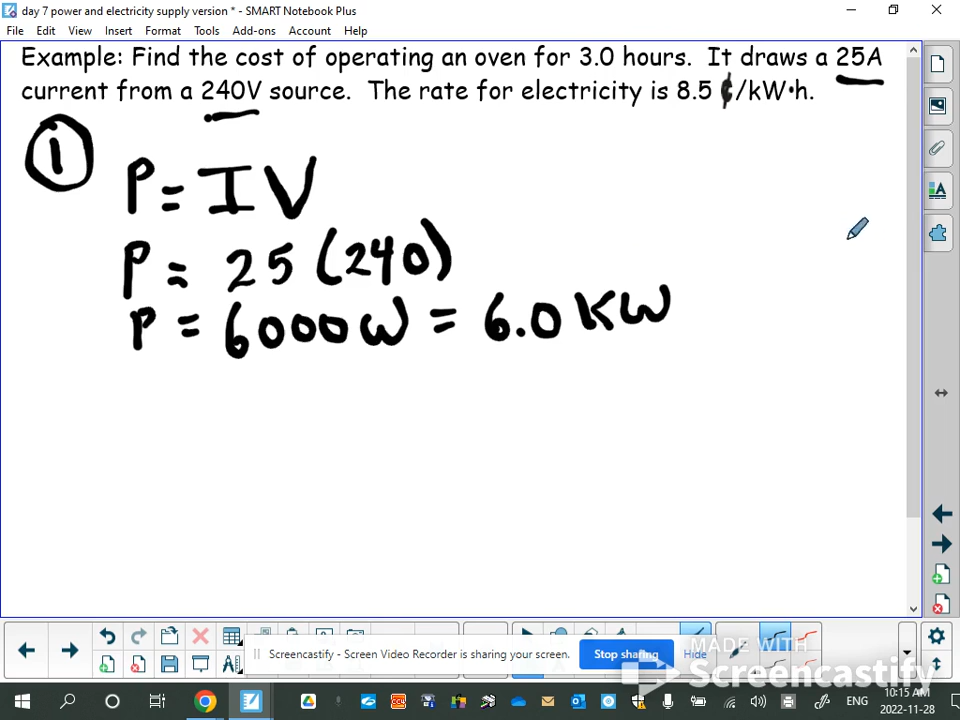 day 7 power and electricity supply version * - SMART Notebook Plus
File Edit View Insert Format Tools Add-ons Account Help
Example: Find the cost of operating an oven for 3.0 hours. It draws a 25A
current from a 240V source. The rate for electricity is 8.5 ¢/kW•h.
1
P = IV
P = 25 (240)
P = 6000W = 6.0 KW
Screencastify - Screen Video Recorder is sharing your screen.
Stop sharing
Hide
MADE WITH
Screencastify
ENG
10:15 AM
2022-11-28